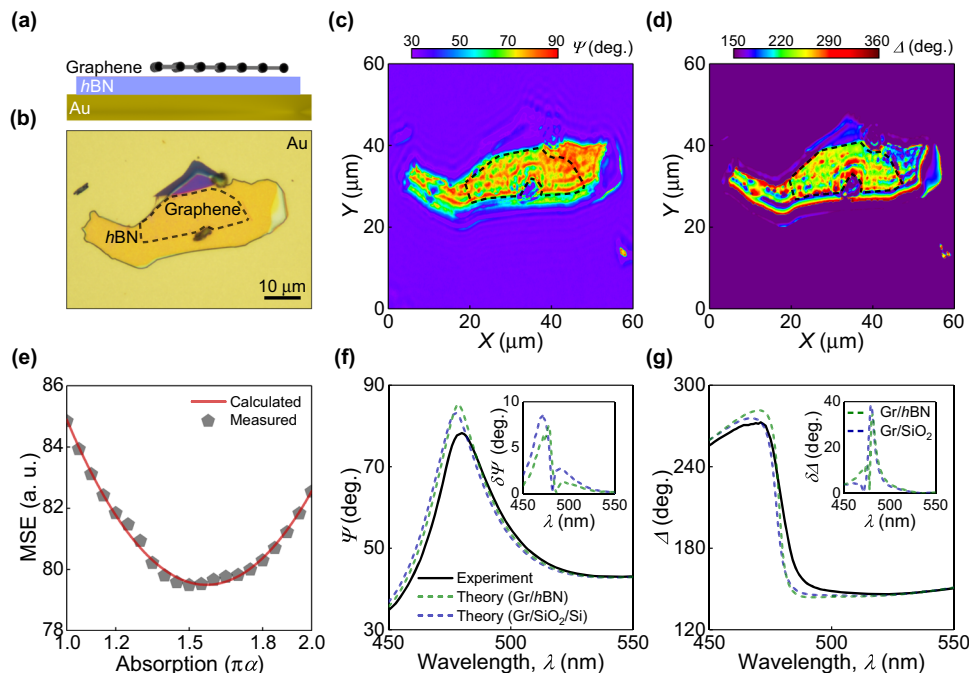 (a)
Graphene
hBN
Au
(b)
Au
Graphene
hBN
10 μm
(c)
30 50 70 90 Ψ (deg.)
Y (μm)
60
40
20
0
0 20 40 60
X (μm)
(d)
150 220 290 360 Δ (deg.)
Y (μm)
60
40
20
0
0 20 40 60
X (μm)
(e)
MSE (a. u.)
86
84
82
80
78
Calculated
Measured
1.0 1.2 1.5 1.8 2.0
Absorption (πα)
(f)
Ψ (deg.)
90
70
50
30
δΨ (deg.)
10
5
0
450 500 550
λ (nm)
Experiment
Theory (Gr/hBN)
Theory (Gr/SiO₂/Si)
450 500 550
Wavelength, λ (nm)
(g)
Δ (deg.)
300
240
180
120
δΔ (deg.)
40
30
20
10
0
Gr/hBN
Gr/SiO₂
450 500 550
λ (nm)
450 500 550
Wavelength, λ (nm)